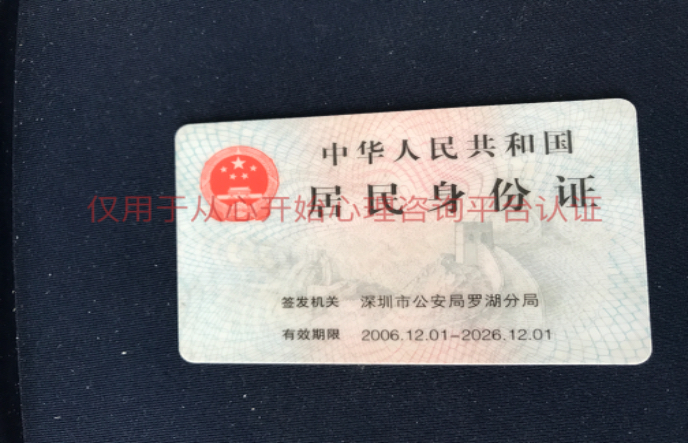 中华人民共和国
居民身份证
仅用于从心开始心理咨询平台认证
签发机关 深圳市公安局罗湖分局
有效期限 2006.12.01-2026.12.01